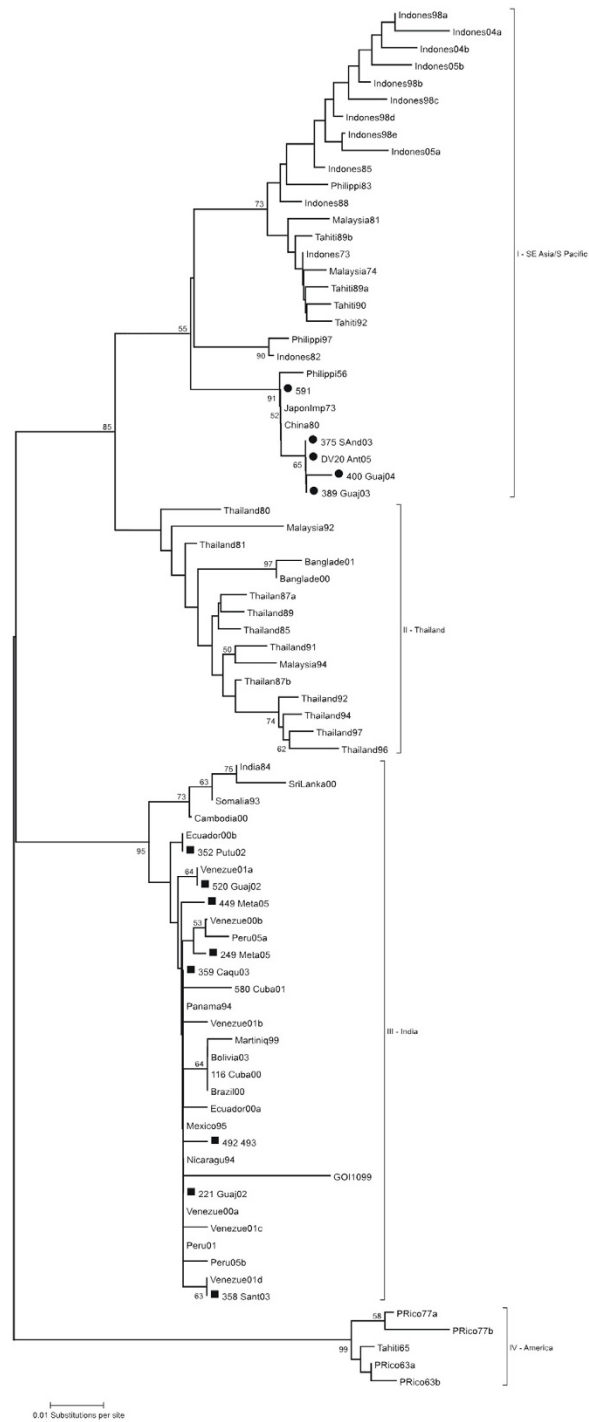 Indones98a
Indones04a
Indones04b
Indones05b
Indones98b
Indones98c
Indones98d
Indones98e
Indones05a
Indones85
Philippi83
Indones88
73
Malaysia81
Tahiti89b
Indones73
I - SE Asia/S Pacific
Malaysia74
Tahiti89a
Tahiti90
Tahiti92
55
Philippi97
90
Indones82
Philippi56
591
91
JaponImp73
52
China80
375 SAnd03
DV20 Ant05
65
400 Guaj04
389 Guaj03
85
Thailand80
Malaysia92
Thailand81
97
Banglade01
Banglade00
Thailan87a
Thailand89
Thailand85
II - Thailand
50
Thailand91
Malaysia94
Thailan87b
Thailand92
Thailand94
74
Thailand97
62
Thailand96
75
India84
63
SriLanka00
73
Somalia93
Cambodia00
Ecuador00b
95
352 Putu02
Venezue01a
64
520 Guaj02
449 Meta05
53
Venezue00b
Peru05a
249 Meta05
359 Caqu03
580 Cuba01
Panama94
Venezue01b
III - India
Martiniq99
Bolivia03
64
116 Cuba00
Brazil00
Ecuador00a
Mexico95
492 493
Nicaragu94
GOI1099
221 Guaj02
Venezue00a
Venezue01c
Peru01
Peru05b
Venezue01d
63
358 Sant03
58
PRico77a
PRico77b
Tahiti65
IV - America
99
PRico63a
PRico63b
0.01 Substitutions per site